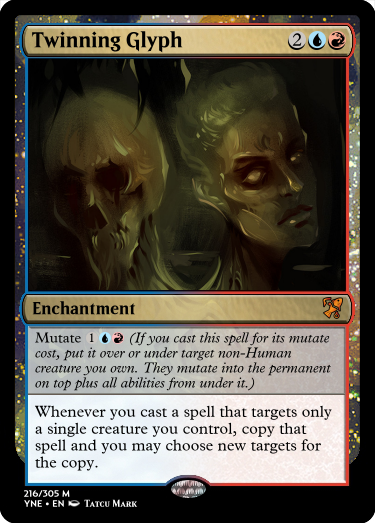 Twinning Glyph 2
Enchantment
Mutate 1 (If you cast this spell for its mutate
cost, put it over or under target non-Human
creature you own. They mutate into the permanent
on top plus all abilities from under it.)
Whenever you cast a spell that targets only
a single creature you control, copy that
spell and you may choose new targets for
the copy.
216/305 M
YNE • EN Tatcu Mark